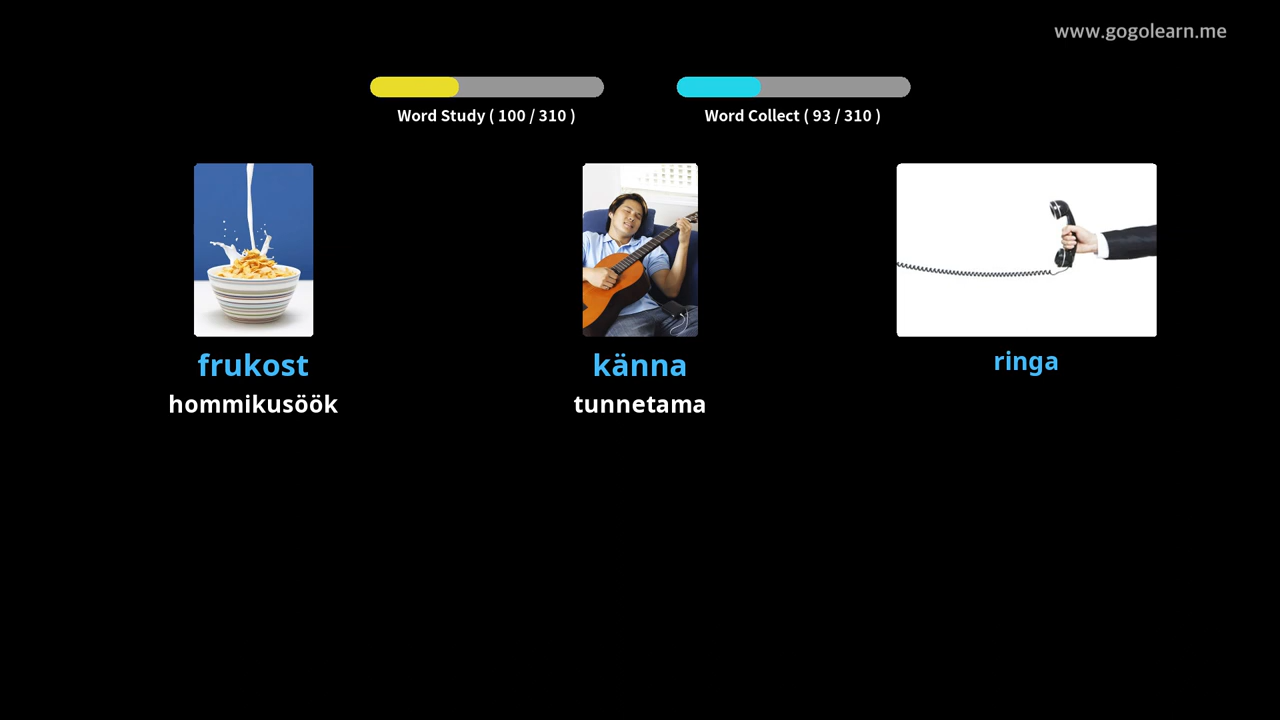 www.gogolearn.me
Word Study ( 100 / 310 )
Word Collect ( 93 / 310 )
frukost
hommikusöök
känna
tunnetama
ringa